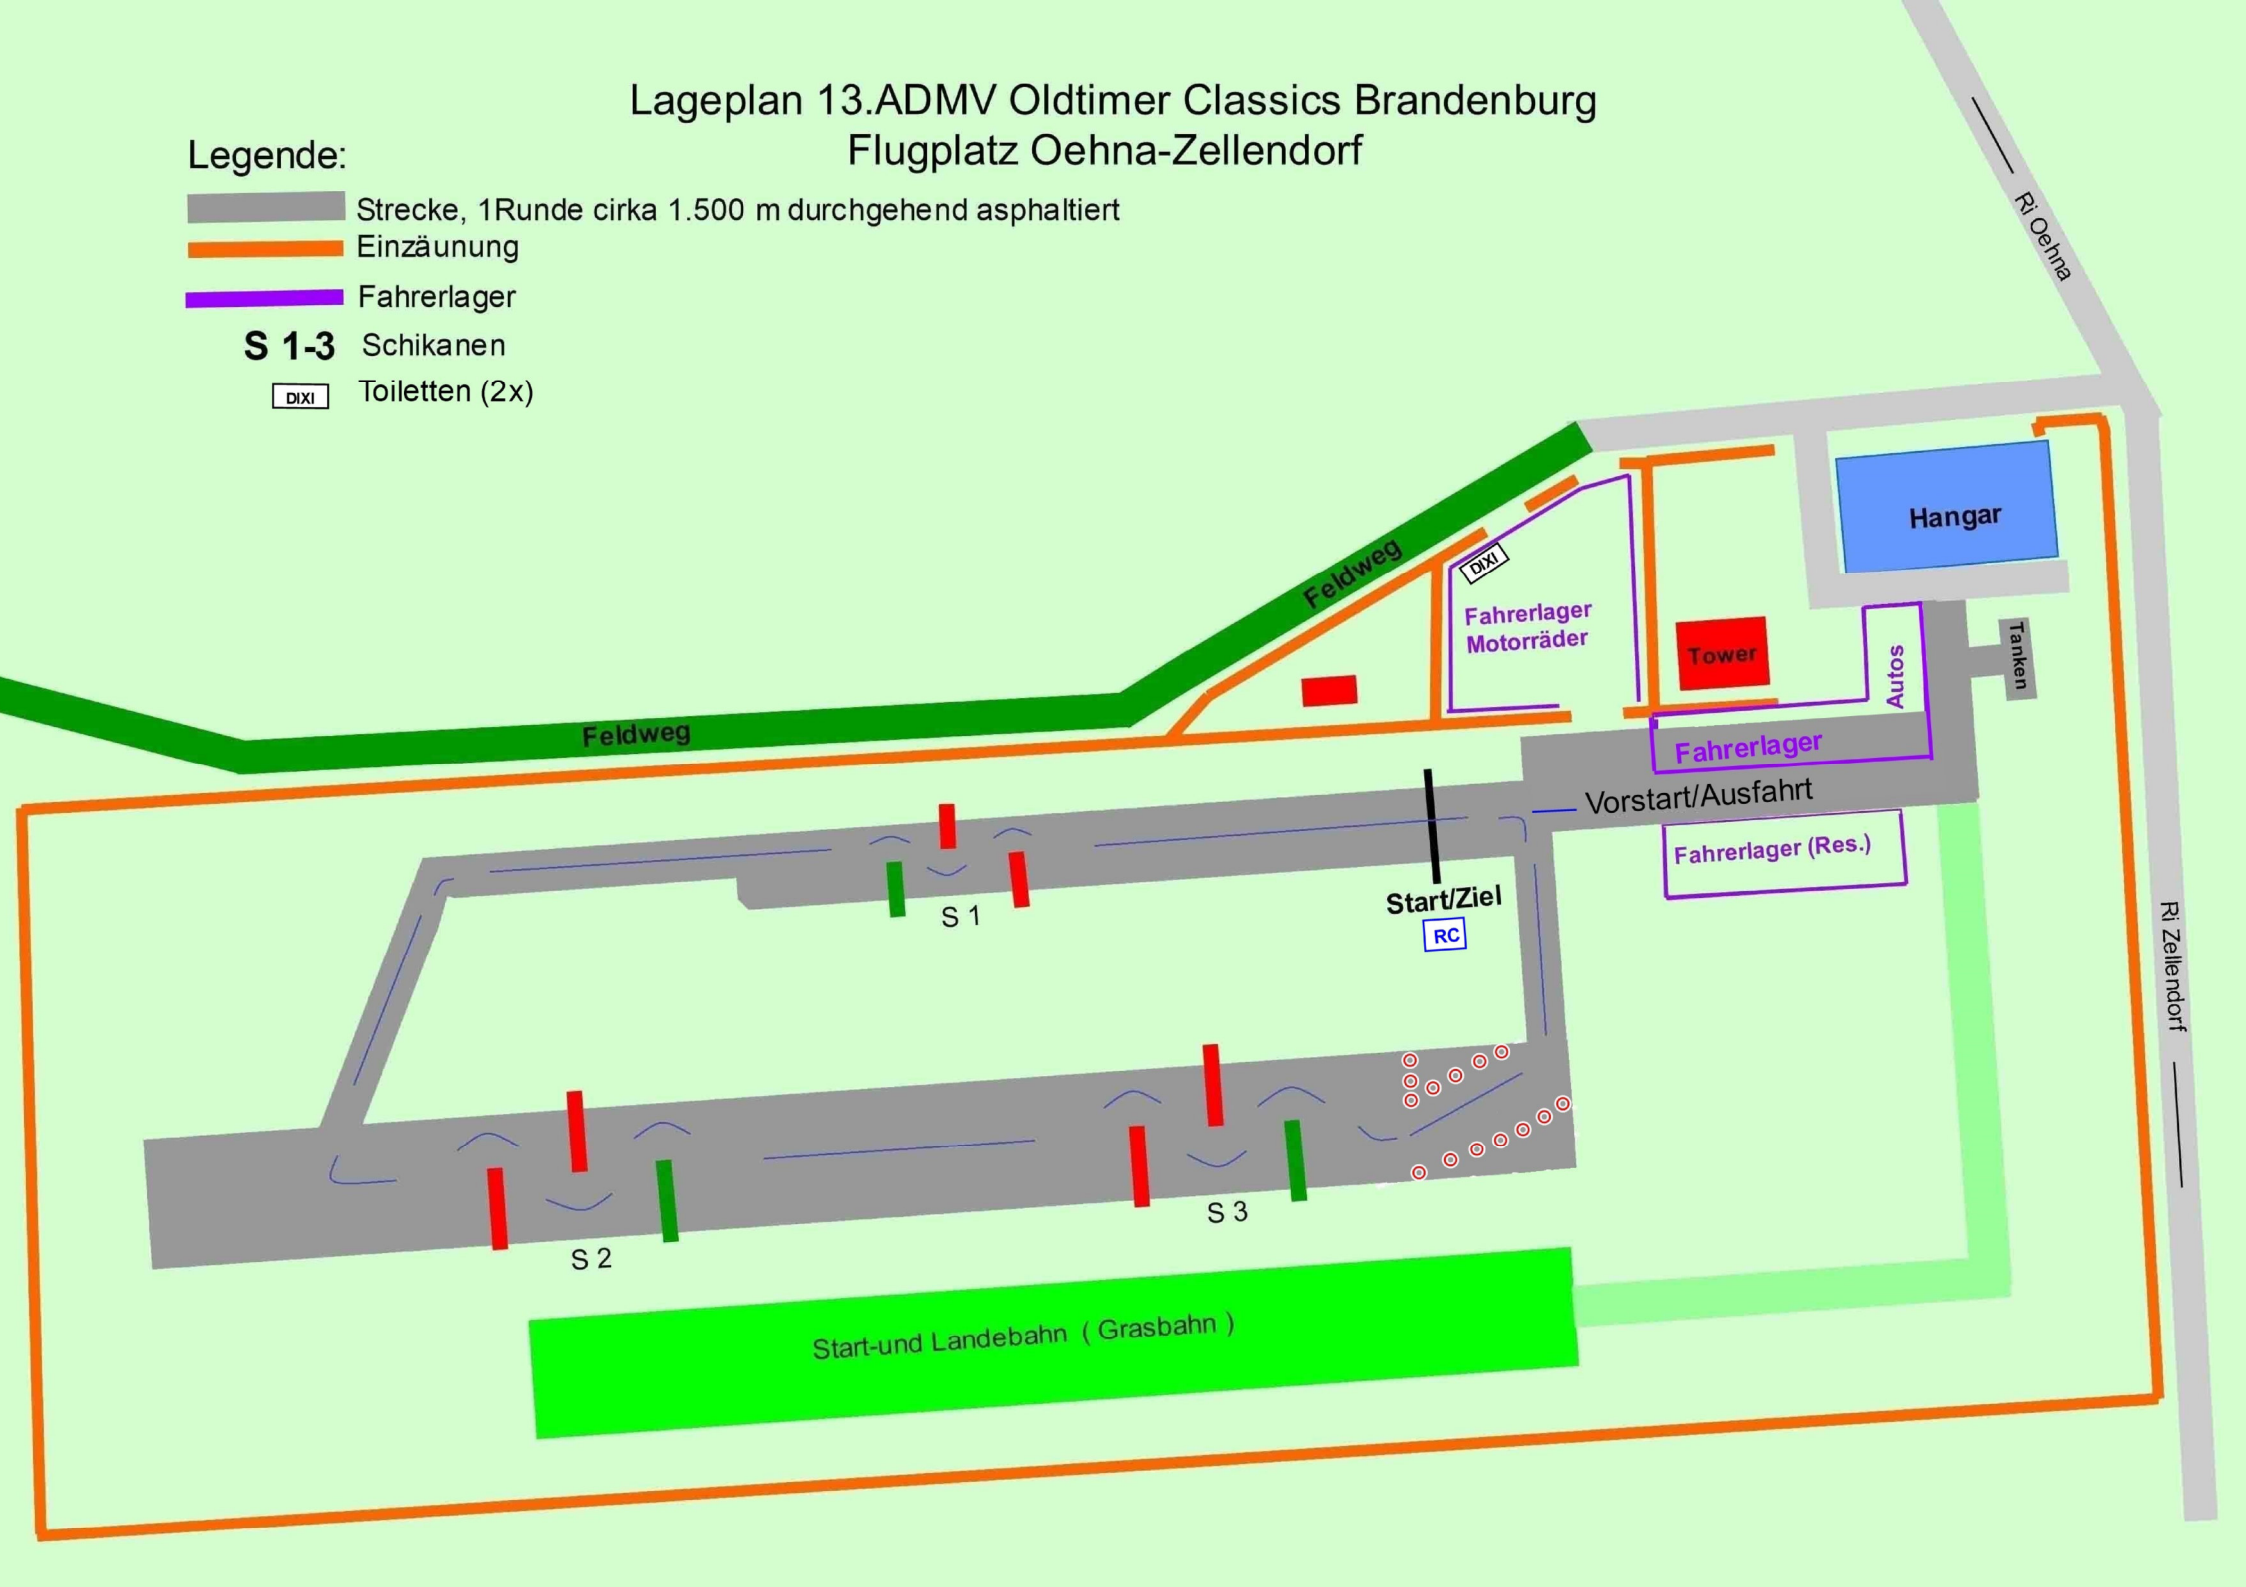 Lageplan 13.ADMV Oldtimer Classics Brandenburg
Flugplatz Oehna-Zellendorf
Legende:
Strecke, 1Runde cirka 1.500 m durchgehend asphaltiert
Einzäunung
Fahrerlager
S 1-3 Schikanen
DIXI Toiletten (2x)
Ri Oehna
Hangar
Feldweg
DIXI
Fahrerlager
Motorräder
Tower
Autos
Tanken
Feldweg
Fahrerlager
Vorstart/Ausfahrt
Fahrerlager (Res.)
Start/Ziel
RC
S 1
Ri Zellendorf
S 2
S 3
Start-und Landebahn ( Grasbahn )